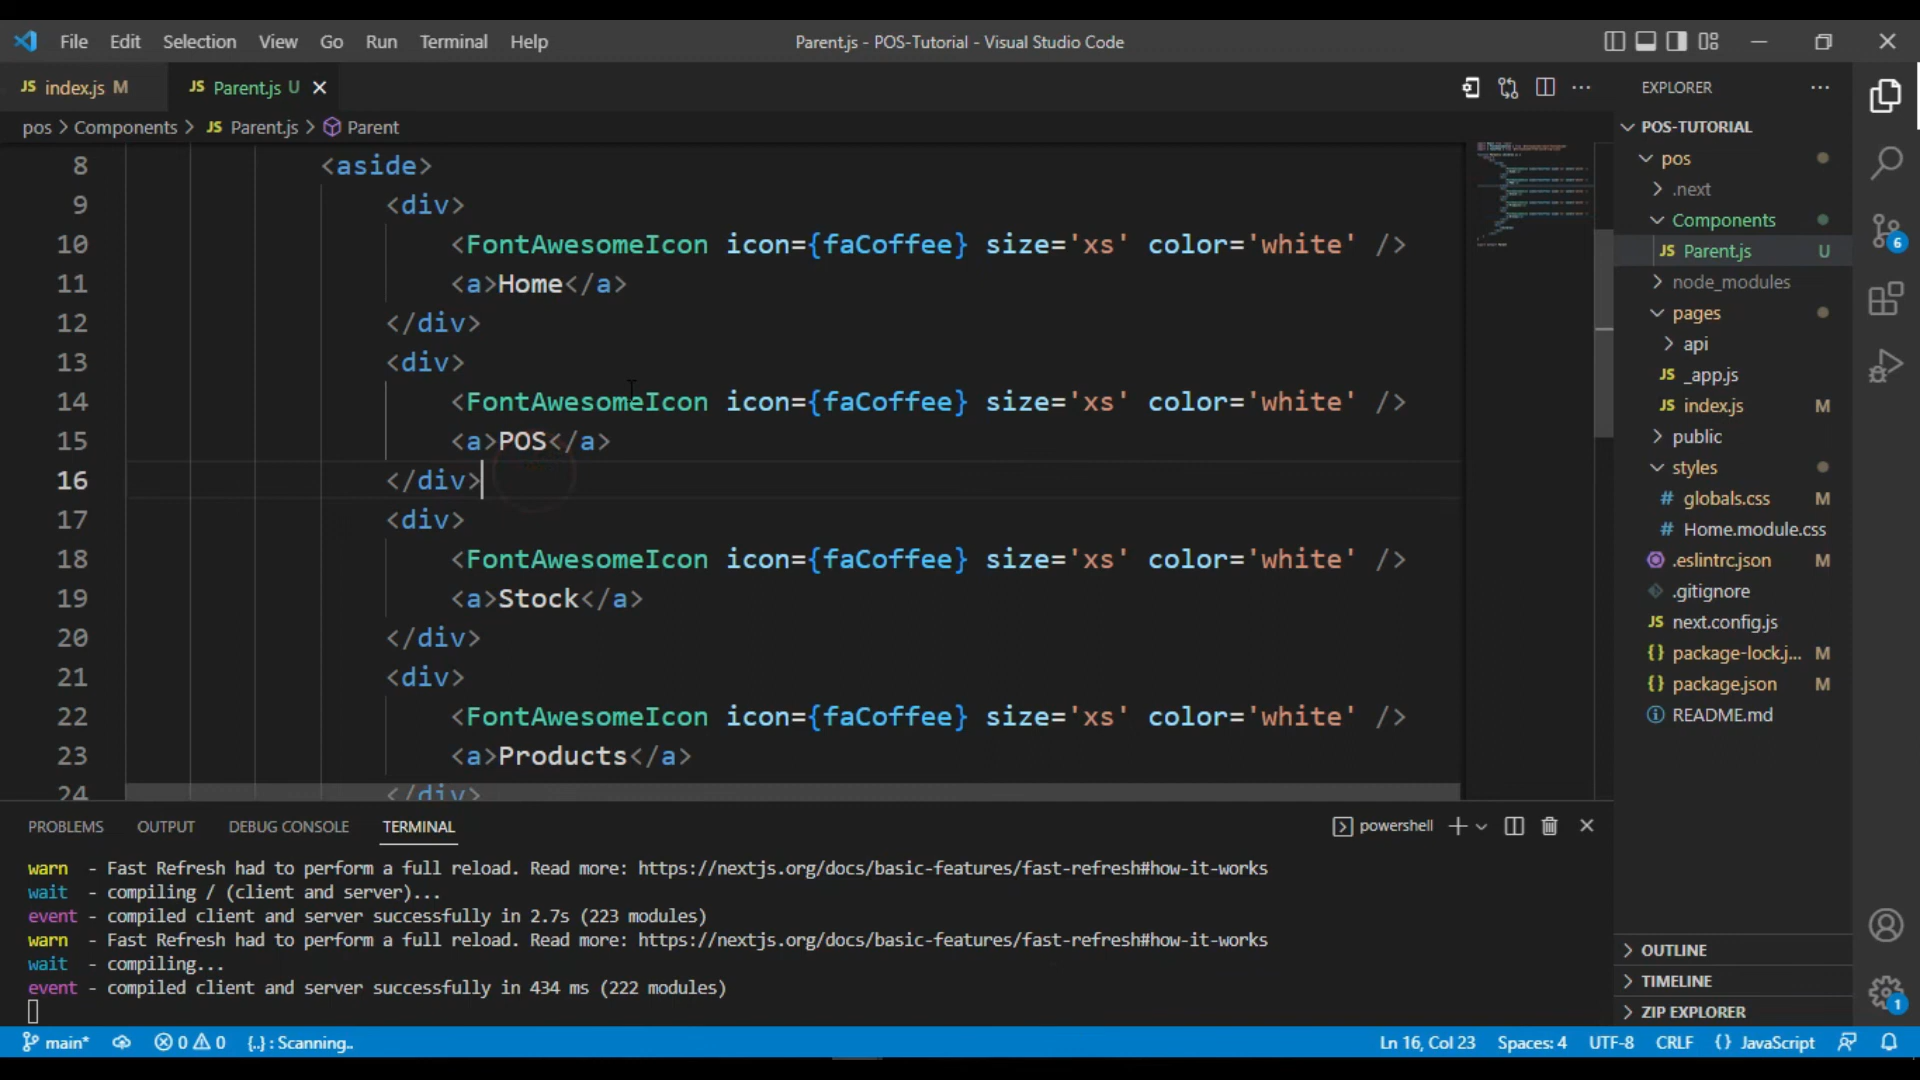 File Edit Selection View Go Run Terminal Help Parent.js - POS-Tutorial - Visual Studio Code
JS index.js M JS Parent.js U
pos > Components > JS Parent.js > Parent
8 <aside>
9 <div>
10 <FontAwesomeIcon icon={faCoffee} size='xs' color='white' />
11 <a>Home</a>
12 </div>
13 <div>
14 <FontAwesomeIcon icon={faCoffee} size='xs' color='white' />
15 <a>POS</a>
16 </div>
17 <div>
18 <FontAwesomeIcon icon={faCoffee} size='xs' color='white' />
19 <a>Stock</a>
20 </div>
21 <div>
22 <FontAwesomeIcon icon={faCoffee} size='xs' color='white' />
23 <a>Products</a>
24 </div>
PROBLEMS OUTPUT DEBUG CONSOLE TERMINAL powershell
warn - Fast Refresh had to perform a full reload. Read more: https://nextjs.org/docs/basic-features/fast-refresh#how-it-works
wait - compiling / (client and server)...
event - compiled client and server successfully in 2.7s (223 modules)
warn - Fast Refresh had to perform a full reload. Read more: https://nextjs.org/docs/basic-features/fast-refresh#how-it-works
wait - compiling...
event - compiled client and server successfully in 434 ms (222 modules)
EXPLORER
POS-TUTORIAL
pos
.next
Components
JS Parent.js U
node_modules
pages
api
JS _app.js
JS index.js M
public
styles
# globals.css M
# Home.module.css
.eslintrc.json M
.gitignore
JS next.config.js
{} package-lock.j... M
{} package.json M
README.md
OUTLINE
TIMELINE
ZIP EXPLORER
6
1
main* 0 0 {..} : Scanning.. Ln 16, Col 23 Spaces: 4 UTF-8 CRLF {} JavaScript